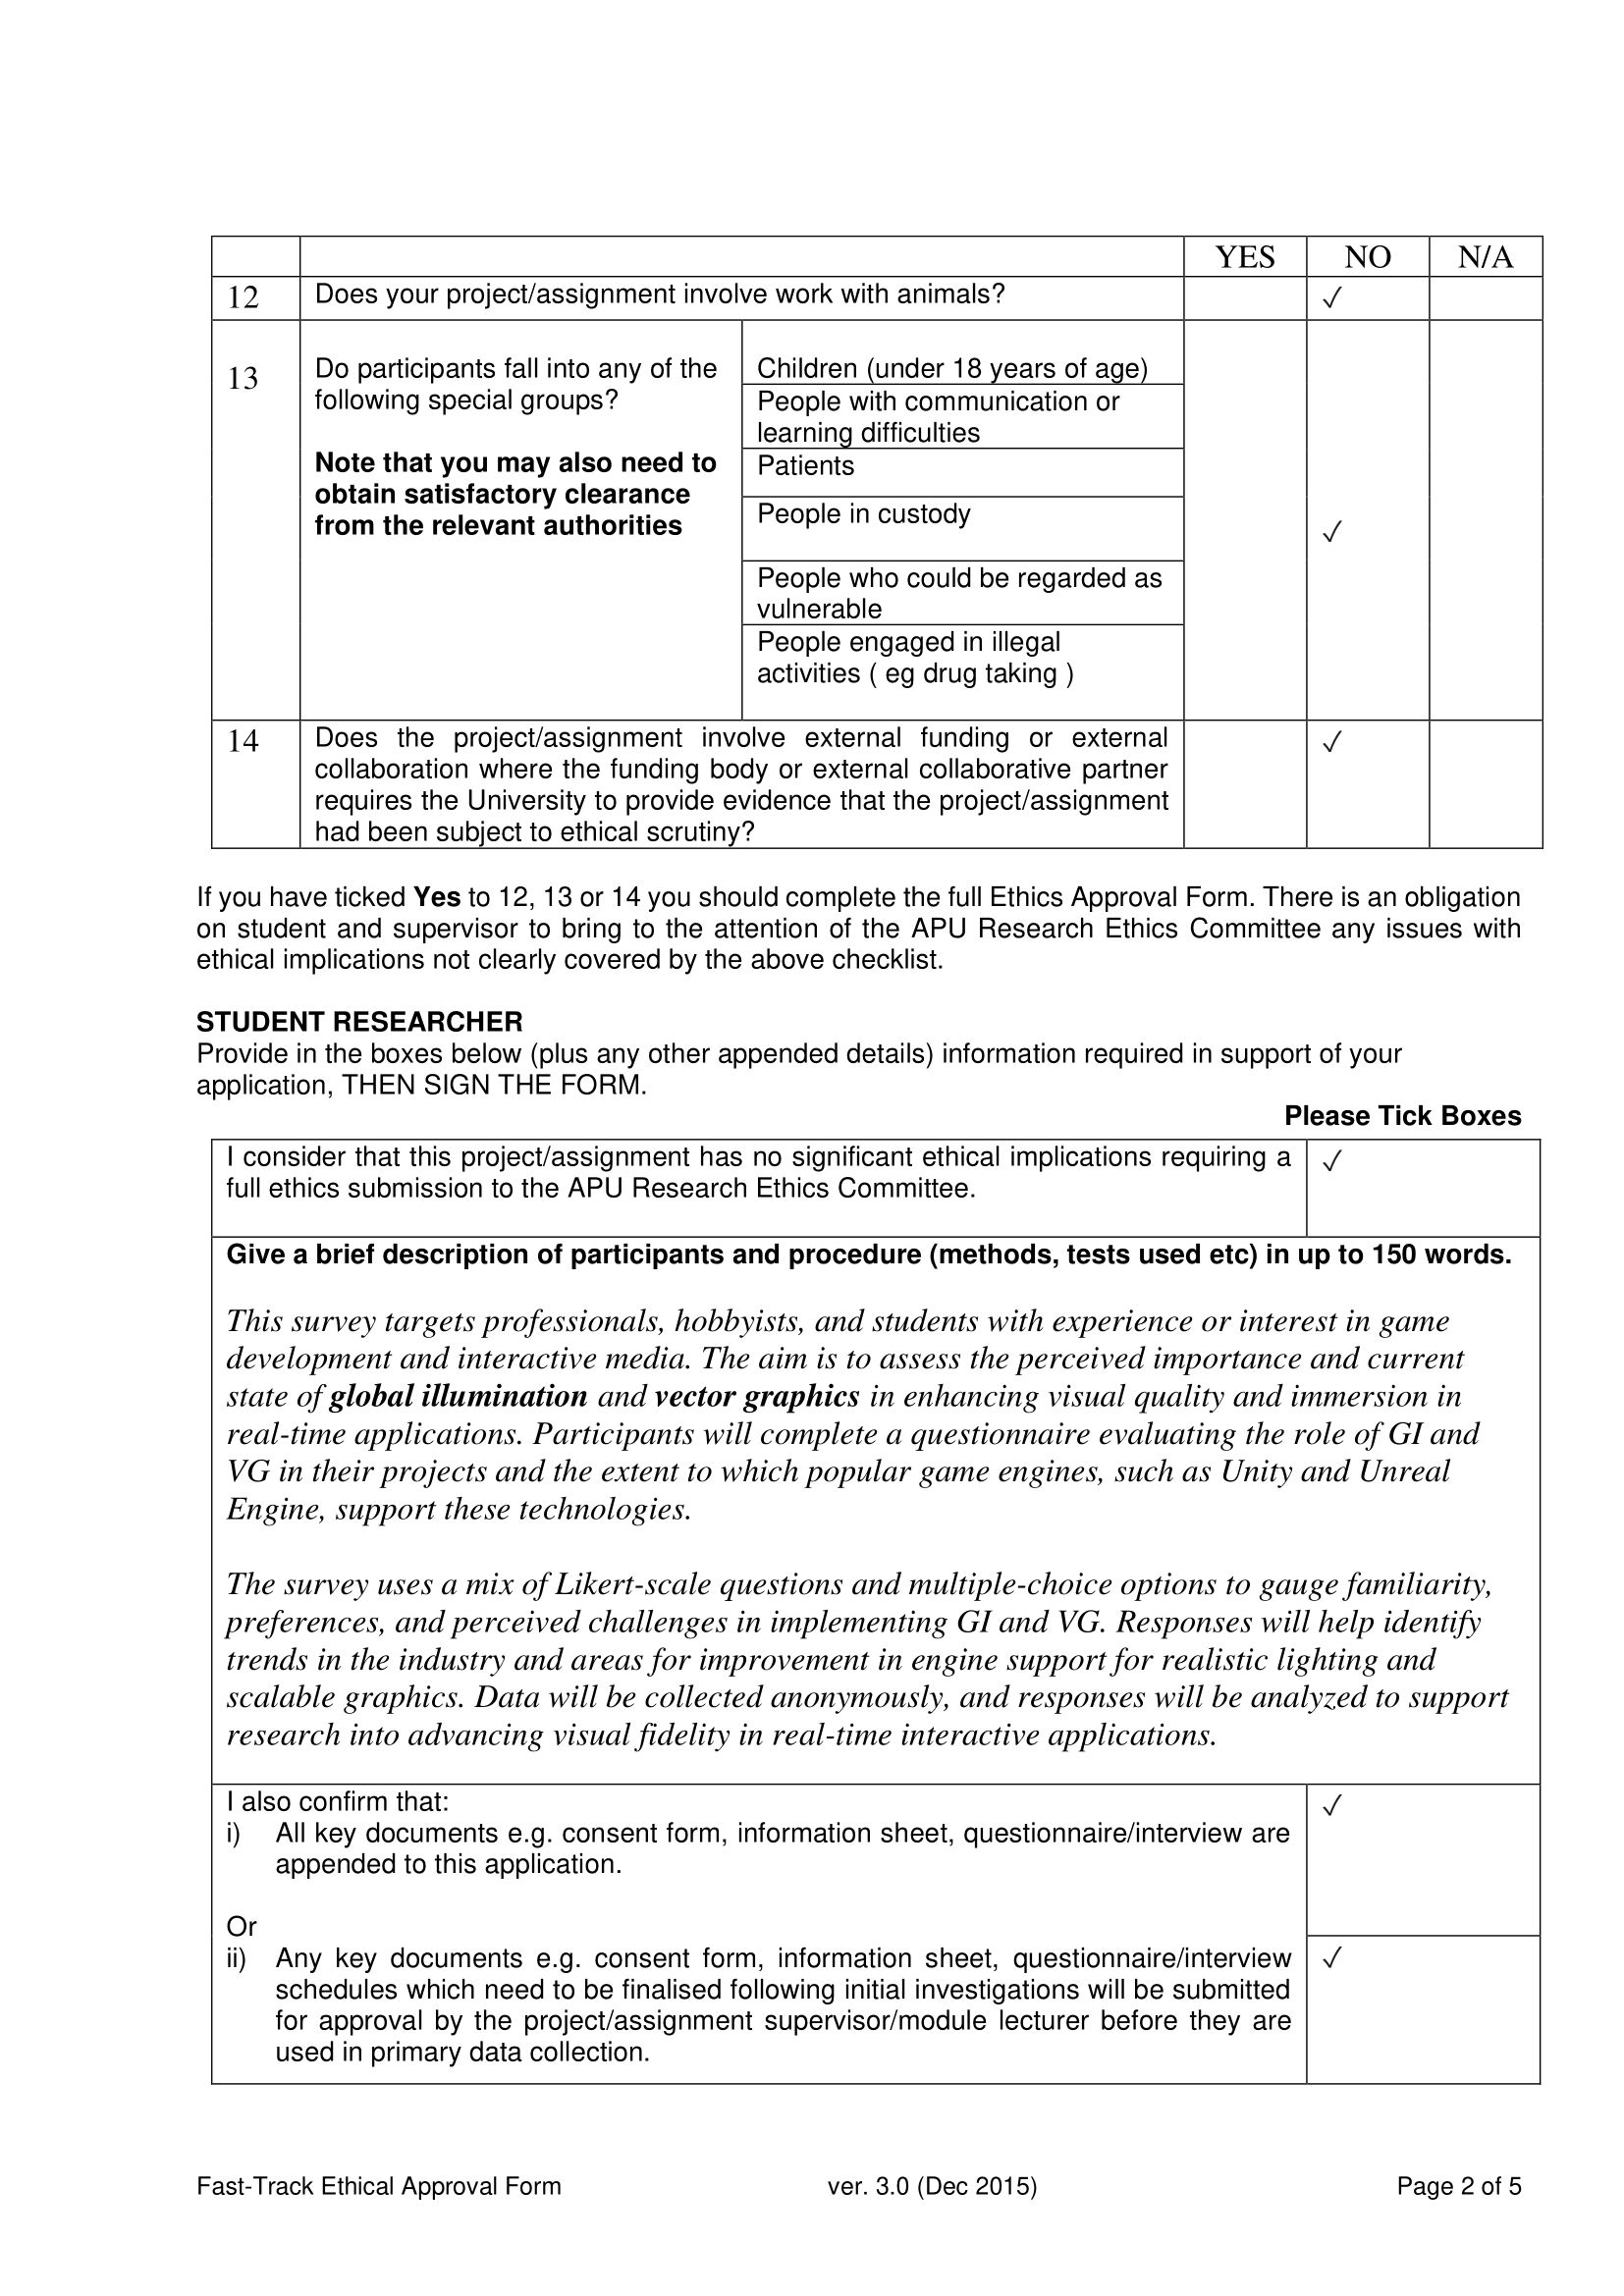 YES NO N/A
12 Does your project/assignment involve work with animals? ✓
13 Do participants fall into any of the
following special groups?
Note that you may also need to
obtain satisfactory clearance
from the relevant authorities
Children (under 18 years of age)
People with communication or
learning difficulties
Patients
People in custody
✓
People who could be regarded as
vulnerable
People engaged in illegal
activities ( eg drug taking )
14 Does the project/assignment involve external funding or external ✓
collaboration where the funding body or external collaborative partner
requires the University to provide evidence that the project/assignment
had been subject to ethical scrutiny?
If you have ticked Yes to 12, 13 or 14 you should complete the full Ethics Approval Form. There is an obligation
on student and supervisor to bring to the attention of the APU Research Ethics Committee any issues with
ethical implications not clearly covered by the above checklist.
STUDENT RESEARCHER
Provide in the boxes below (plus any other appended details) information required in support of your
application, THEN SIGN THE FORM.
Please Tick Boxes
I consider that this project/assignment has no significant ethical implications requiring a ✓
full ethics submission to the APU Research Ethics Committee.
Give a brief description of participants and procedure (methods, tests used etc) in up to 150 words.
This survey targets professionals, hobbyists, and students with experience or interest in game
development and interactive media. The aim is to assess the perceived importance and current
state of global illumination and vector graphics in enhancing visual quality and immersion in
real-time applications. Participants will complete a questionnaire evaluating the role of GI and
VG in their projects and the extent to which popular game engines, such as Unity and Unreal
Engine, support these technologies.
The survey uses a mix of Likert-scale questions and multiple-choice options to gauge familiarity,
preferences, and perceived challenges in implementing GI and VG. Responses will help identify
trends in the industry and areas for improvement in engine support for realistic lighting and
scalable graphics. Data will be collected anonymously, and responses will be analyzed to support
research into advancing visual fidelity in real-time interactive applications.
I also confirm that: ✓
i) All key documents e.g. consent form, information sheet, questionnaire/interview are
appended to this application.
Or
ii) Any key documents e.g. consent form, information sheet, questionnaire/interview ✓
schedules which need to be finalised following initial investigations will be submitted
for approval by the project/assignment supervisor/module lecturer before they are
used in primary data collection.
Fast-Track Ethical Approval Form ver. 3.0 (Dec 2015) Page 2 of 5